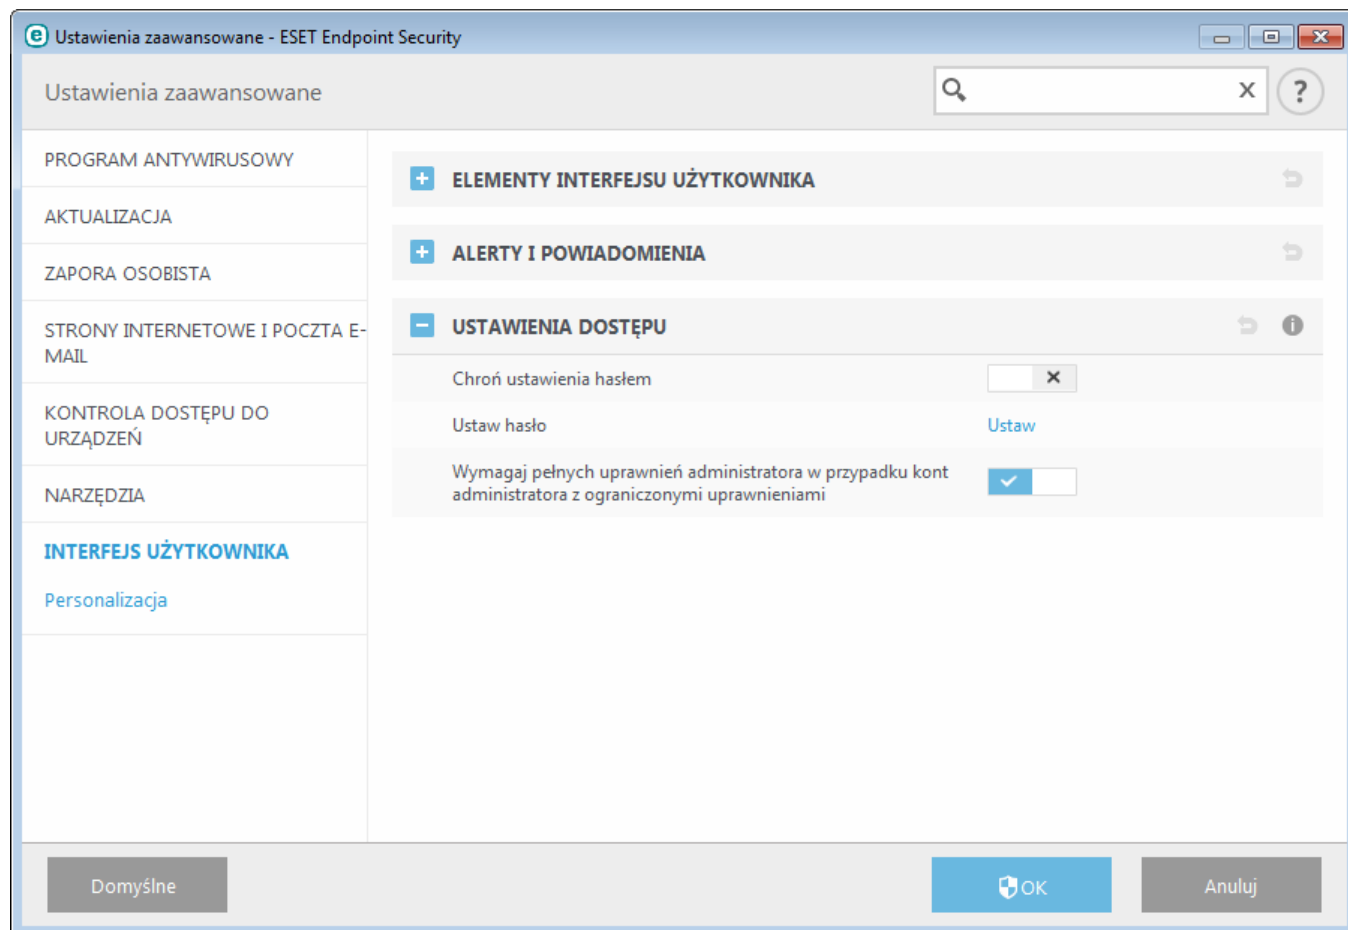 Ustawienia zaawansowane - ESET Endpoint Security
Ustawienia zaawansowane
PROGRAM ANTYWIRUSOWY
AKTUALIZACJA
ZAPORA OSOBISTA
STRONY INTERNETOWE I POCZTA E-
MAIL
KONTROLA DOSTĘPU DO
URZĄDZEŃ
NARZĘDZIA
INTERFEJS UŻYTKOWNIKA
Personalizacja
ELEMENTY INTERFEJSU UŻYTKOWNIKA
ALERTY I POWIADOMIENIA
USTAWIENIA DOSTĘPU
Chroń ustawienia hasłem
Ustaw hasło Ustaw
Wymagaj pełnych uprawnień administratora w przypadku kont
administratora z ograniczonymi uprawnieniami
Domyślne OK Anuluj